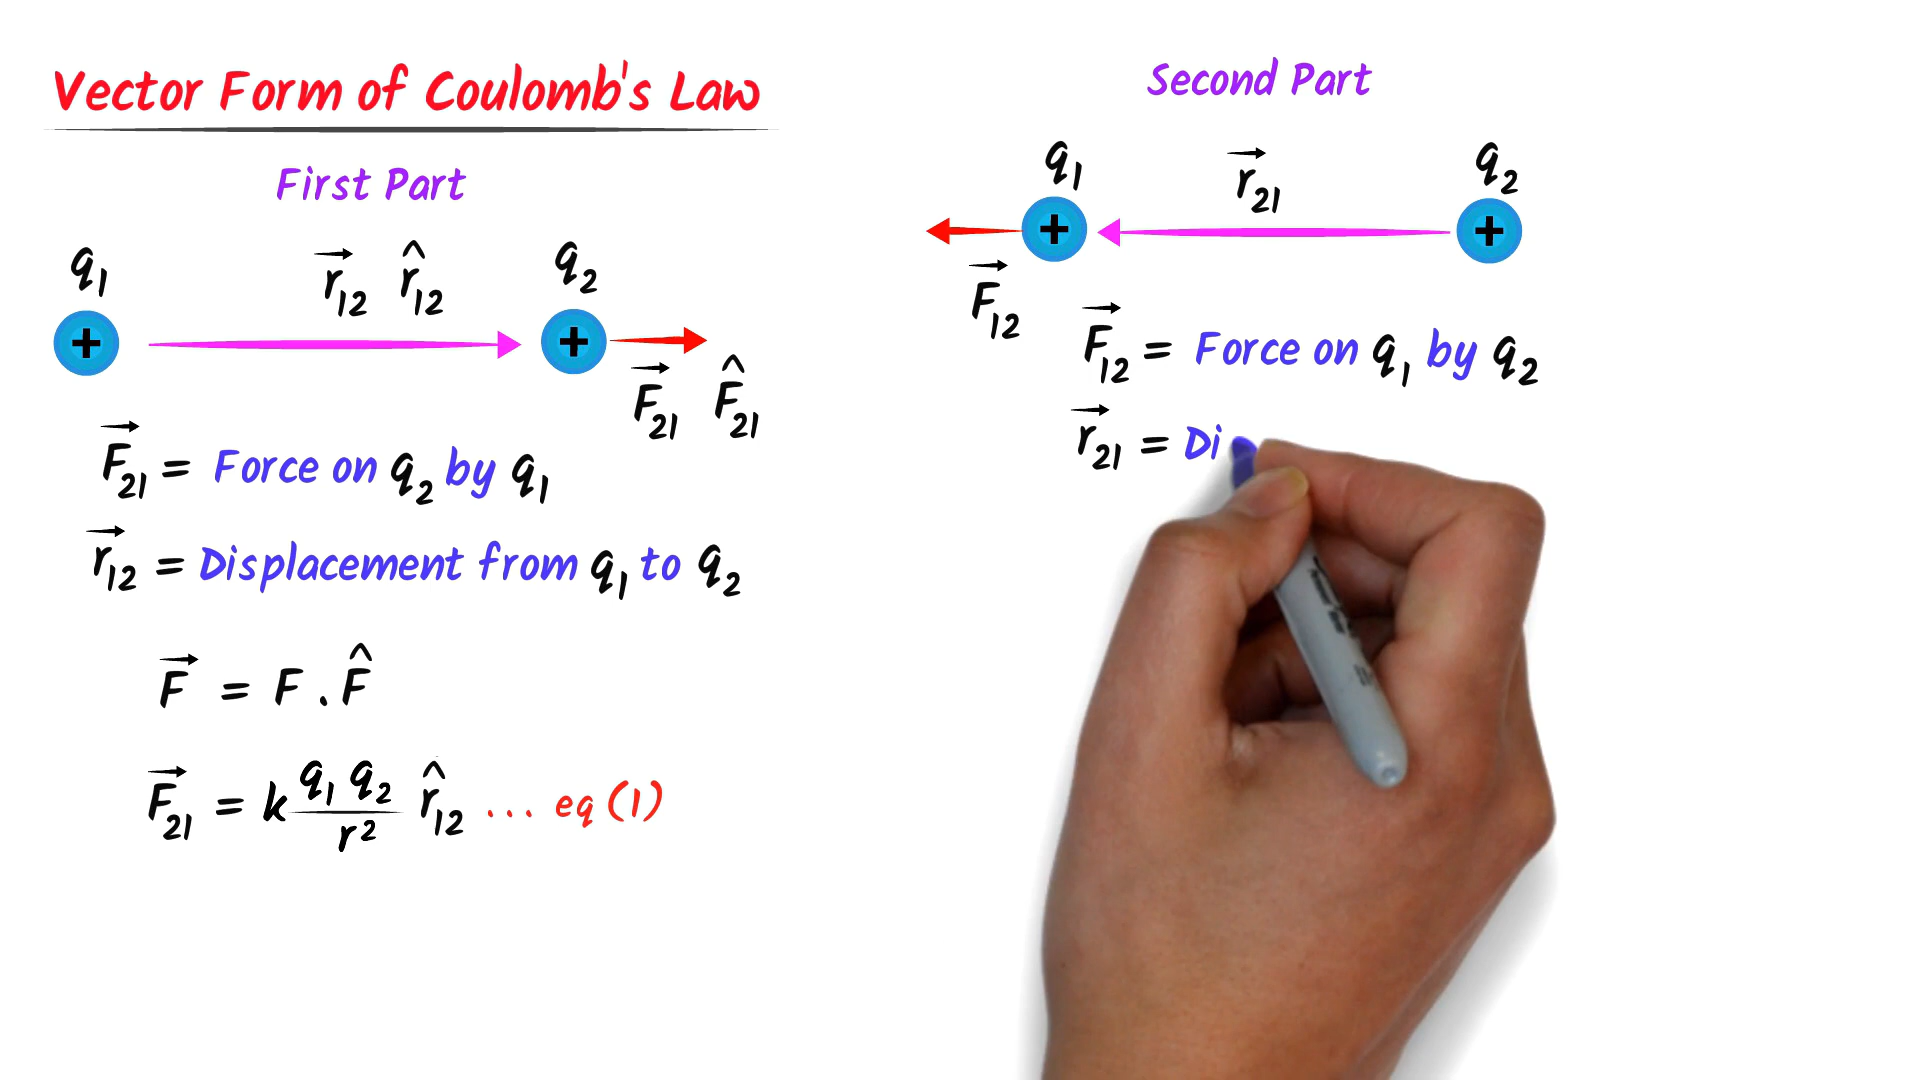 Vector Form of Coulomb's Law
First Part
q₁ r⃗₁₂ r̂₁₂ q₂
+ +
F⃗₂₁ F̂₂₁
F⃗₂₁ = Force on q₂ by q₁
r⃗₁₂ = Displacement from q₁ to q₂
F⃗ = F . F̂
F⃗₂₁ = k q₁ q₂ / r² r̂₁₂ ... eq (1)
Second Part
q₁ r⃗₂₁ q₂
+ +
F⃗₁₂
F⃗₁₂ = Force on q₁ by q₂
r⃗₂₁ = Di